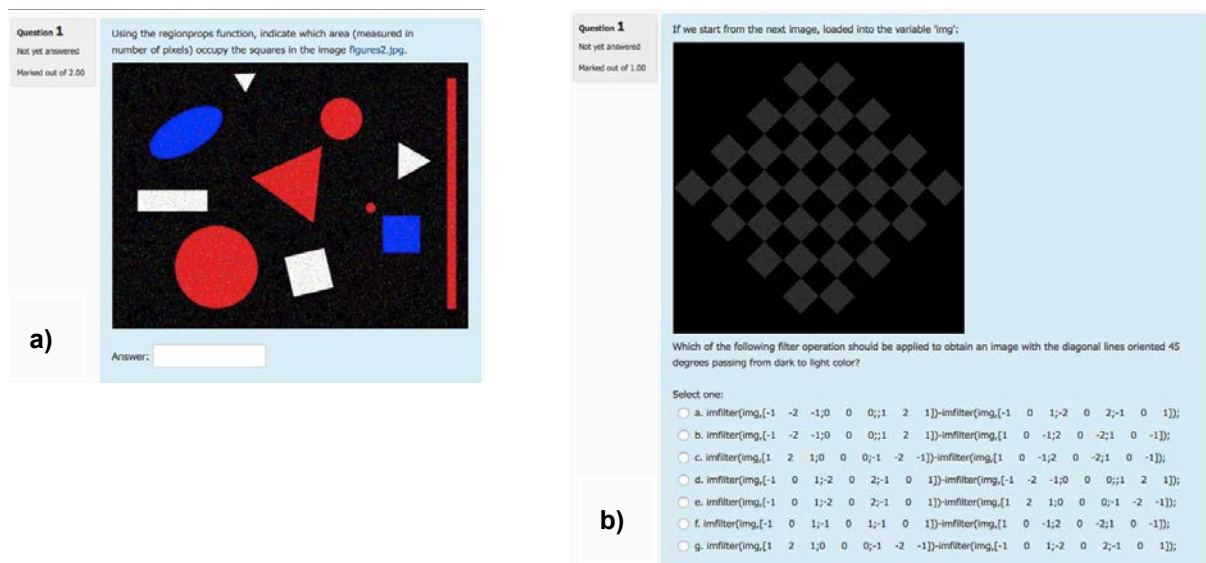 Question 1
Not yet answered
Marked out of 2.00
Using the regionprops function, indicate which area (measured in
number of pixels) occupy the squares in the image figures2.jpg.
Answer:
a)
Question 1
Not yet answered
Marked out of 1.00
If we start from the next image, loaded into the variable 'img':
Which of the following filter operation should be applied to obtain an image with the diagonal lines oriented 45
degrees passing from dark to light color?
Select one:
a. imfilter(img,[-1 -2 -1;0 0 0;;1 2 1])-imfilter(img,[-1 0 1;-2 0 2;-1 0 1]);
b. imfilter(img,[-1 -2 -1;0 0 0;;1 2 1])-imfilter(img,[1 0 -1;2 0 -2;1 0 -1]);
c. imfilter(img,[1 2 1;0 0 0;-1 -2 -1])-imfilter(img,[1 0 -1;2 0 -2;1 0 -1]);
d. imfilter(img,[-1 0 1;-2 0 2;-1 0 1])-imfilter(img,[-1 -2 -1;0 0 0;;1 2 1]);
e. imfilter(img,[-1 0 1;-2 0 2;-1 0 1])-imfilter(img,[1 2 1;0 0 0;-1 -2 -1]);
f. imfilter(img,[-1 0 1;-1 0 1;-1 0 1])-imfilter(img,[1 0 -1;2 0 -2;1 0 -1]);
g. imfilter(img,[1 2 1;0 0 0;-1 -2 -1])-imfilter(img,[-1 0 1;-2 0 2;-1 0 1]);
b)